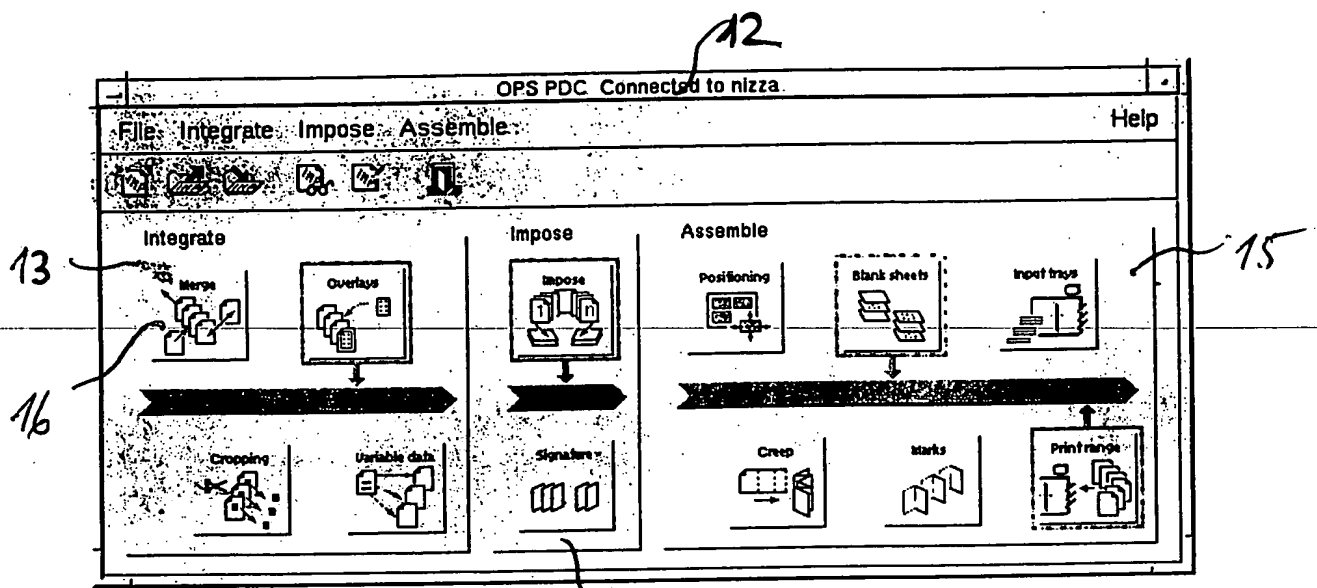 12
OPS PDC Connected to nizza
File Integrate Impose Assemble
Help
Integrate
Impose
Assemble
13
15
Merge
Overlays
Impose
1
n
Positioning
Blank sheets
Input trays
16
Cropping
Variable data
Signature
Creep
Marks
Print range